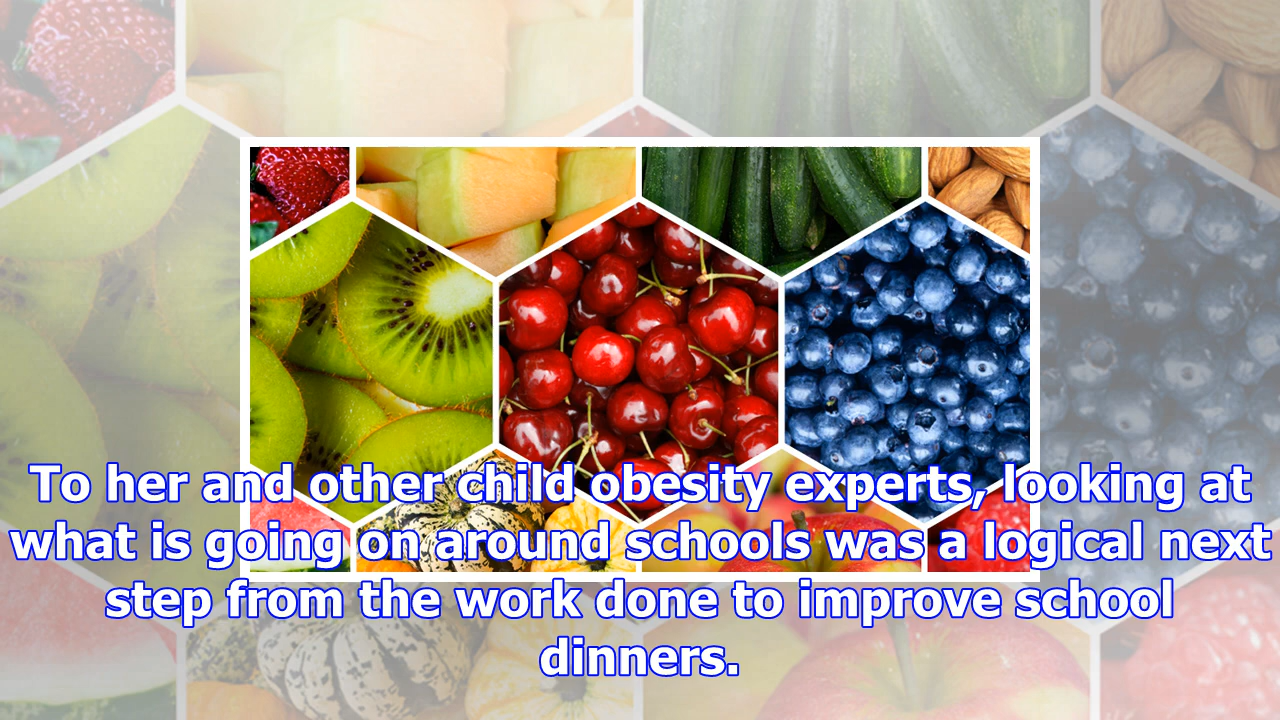 To her and other child obesity experts, looking at
what is going on around schools was a logical next
step from the work done to improve school
dinners.